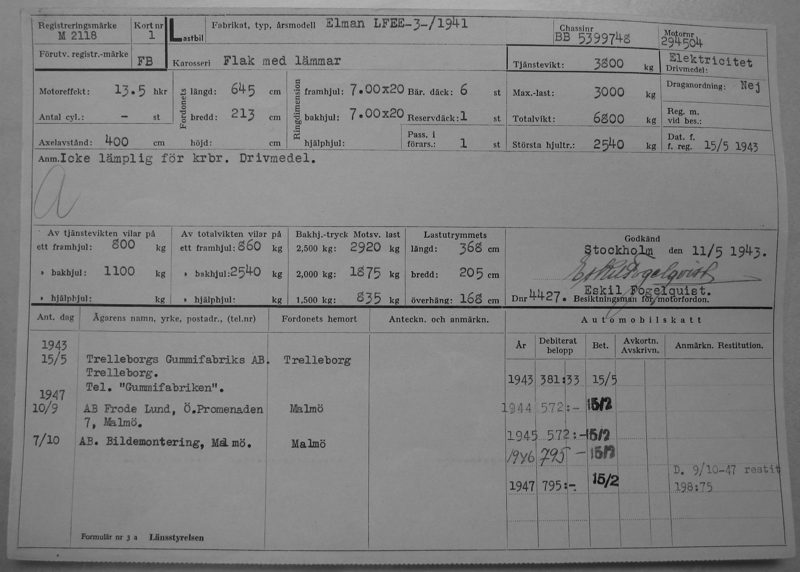 Registreringsmärke M 2118 Kort nr 1 Lastbil Fabrikat, typ, årsmodell Elman LFEE-3-/1941 Chassinr BB 5399748 Motornr 294504
Förutv. registr.-märke FB Karosseri Flak med lämmar Tjänstevikt: 3800 kg Elektricitet Drivmedel:
Motoreffekt: 13.5 hkr Fordonets längd: 645 cm Ringdimension framhjul: 7.00x20 Bär. däck: 6 st Max.-last: 3000 kg Draganordning: Nej
Antal cyl.: - st bredd: 213 cm bakhjul: 7.00x20 Reservdäck: 1 st Totalvikt: 6800 kg Reg. m. vid bes.:
Axelavstånd: 400 cm höjd: cm hjälphjul: Pass. i förars.: 1 st Största hjultr.: 2540 kg Dat. f. f. reg. 15/5 1943
Anm. Icke lämplig för krbr. Drivmedel.
a
Av tjänstevikten vilar på Av totalvikten vilar på Bakhj.-tryck Motsv. last Lastutrymmets Godkänd
ett framhjul: 800 kg ett framhjul: 860 kg 2,500 kg: 2920 kg längd: 368 cm Stockholm den 11/5 1943.
» bakhjul: 1100 kg » bakhjul: 2540 kg 2,000 kg: 1875 kg bredd: 205 cm Eskil Fogelquist
» hjälphjul: kg » hjälphjul: kg 1,500 kg: 835 kg överhäng: 168 cm Dnr 4427. Eskil Fogelquist. Besiktningsman för motorfordon.
Ant. dag Ägarens namn, yrke, postadr., (tel.nr) Fordonets hemort Anteckn. och anmärkn. Automobilskatt
År Debiterat belopp Bet. Avkortn. Avskrivn. Anmärkn. Restitution.
1943
15/5 Trelleborgs Gummifabriks AB. Trelleborg
Trelleborg.
Tel. "Gummifabriken".
1943 381:33 15/5
1947
10/9 AB Frode Lund, Ö.Promenaden Malmö
7, Malmö.
1944 572:- 15/2
7/10 AB. Bildemontering, Malmö. Malmö
1945 572:- 15/2
1946 795- 15/2
1947 795:-. 15/2 D. 9/10-47 restit
198:75
Formulär nr 3 a Länsstyrelsen